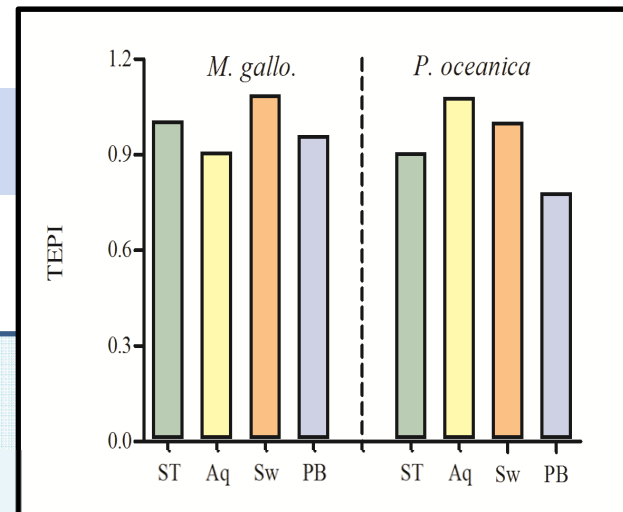 1.2
M. gallo.
P. oceanica
0.9
TEPI
0.6
0.3
0.0
ST Aq Sw PB ST Aq Sw PB